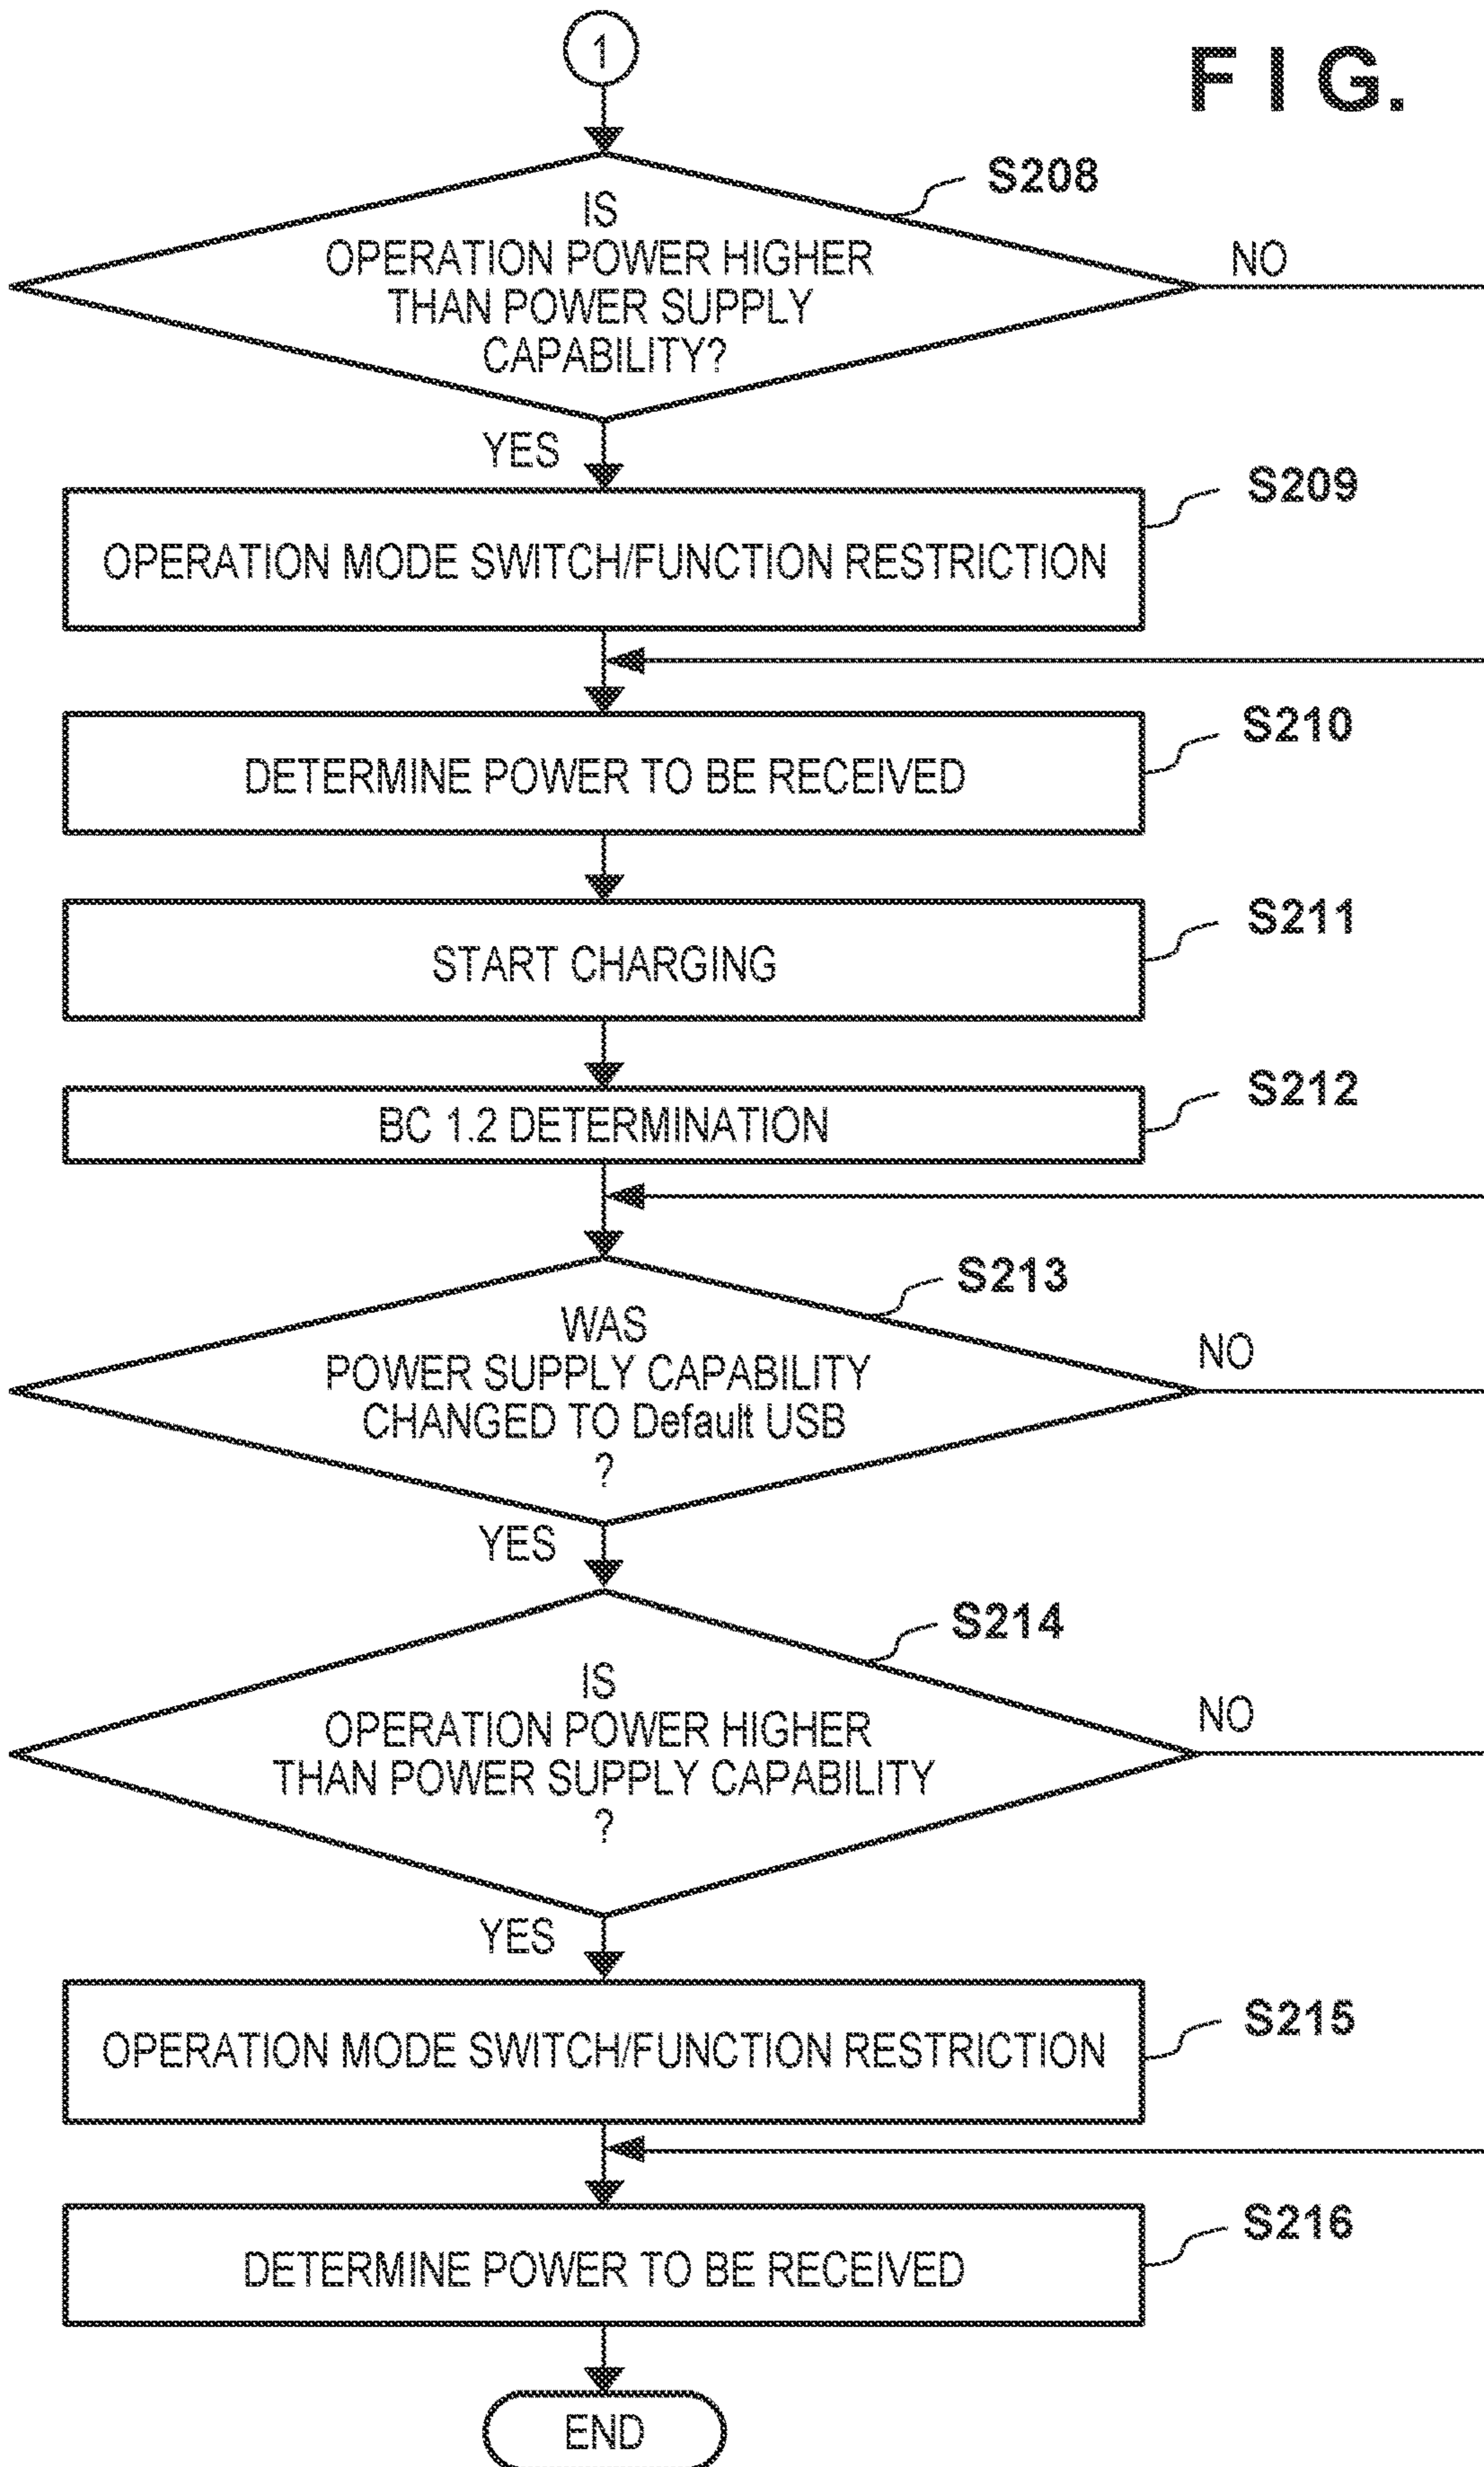 1
F I G.
S208
IS
OPERATION POWER HIGHER
THAN POWER SUPPLY
CAPABILITY?
NO
YES
S209
OPERATION MODE SWITCH/FUNCTION RESTRICTION
S210
DETERMINE POWER TO BE RECEIVED
S211
START CHARGING
S212
BC 1.2 DETERMINATION
S213
WAS
POWER SUPPLY CAPABILITY
CHANGED TO Default USB
?
NO
YES
S214
IS
OPERATION POWER HIGHER
THAN POWER SUPPLY CAPABILITY
?
NO
YES
S215
OPERATION MODE SWITCH/FUNCTION RESTRICTION
S216
DETERMINE POWER TO BE RECEIVED
END